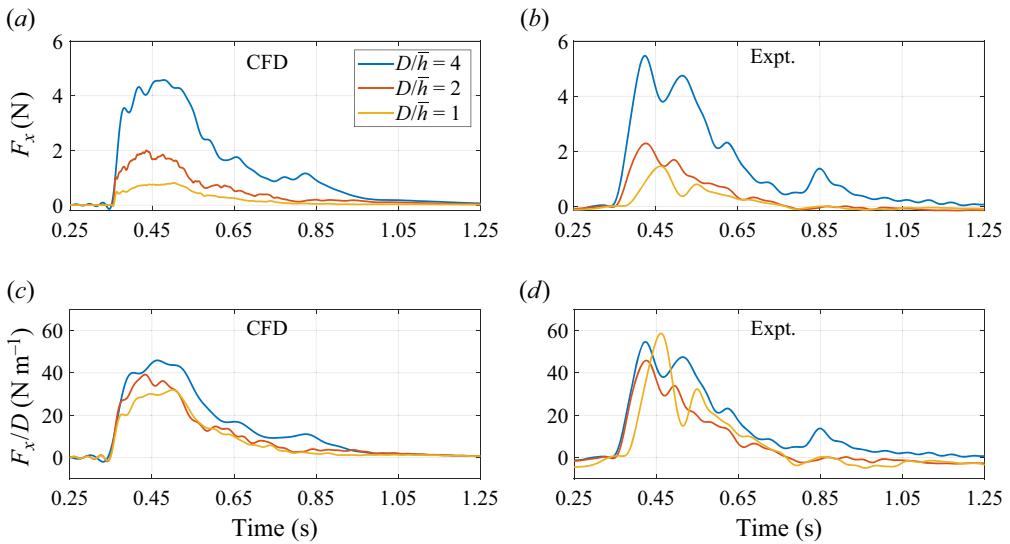 (a)
CFD
D/h̅ = 4
D/h̅ = 2
D/h̅ = 1
F_x (N)
6
4
2
0
0.25 0.45 0.65 0.85 1.05 1.25
(b)
Expt.
6
4
2
0
0.25 0.45 0.65 0.85 1.05 1.25
(c)
CFD
F_x/D (N m⁻¹)
60
40
20
0
0.25 0.45 0.65 0.85 1.05 1.25
Time (s)
(d)
Expt.
60
40
20
0
0.25 0.45 0.65 0.85 1.05 1.25
Time (s)